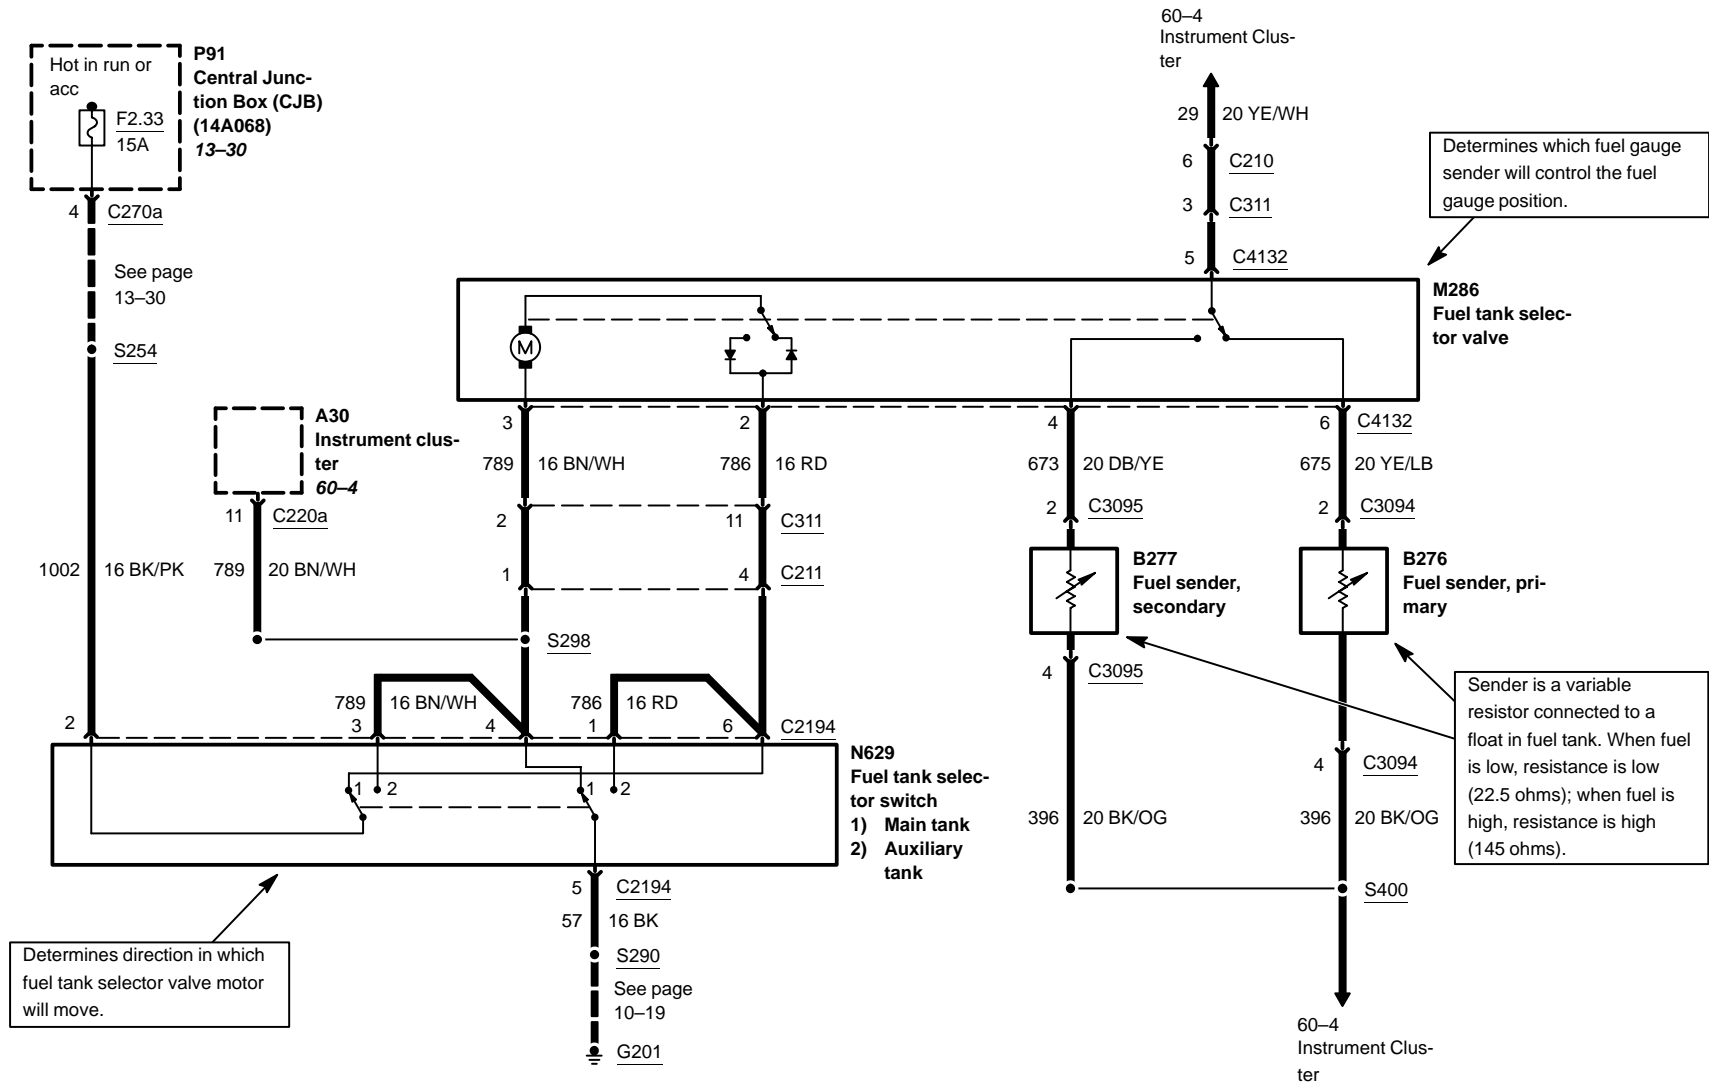 60–4
Instrument Clus-
ter
Hot in run or
acc
F2.33
15A
P91
Central Junc-
tion Box (CJB)
(14A068)
13–30
29
20 YE/WH
6
C210
3
C311
5
C4132
Determines which fuel gauge
sender will control the fuel
gauge position.
4
C270a
See page
13–30
S254
M
M286
Fuel tank selec-
tor valve
A30
Instrument clus-
ter
60–4
3
2
4
6
C4132
789
16 BN/WH
786
16 RD
673
20 DB/YE
675
20 YE/LB
11
C220a
2
11
C311
2
C3095
2
C3094
1002
16 BK/PK
789
20 BN/WH
1
4
C211
B277
Fuel sender,
secondary
B276
Fuel sender, pri-
mary
S298
4
C3095
Sender is a variable
resistor connected to a
float in fuel tank. When fuel
is low, resistance is low
(22.5 ohms); when fuel is
high, resistance is high
(145 ohms).
789
16 BN/WH
786
16 RD
2
3
4
1
6
C2194
N629
Fuel tank selec-
tor switch
1) Main tank
2) Auxiliary
tank
1
2
1
2
4
C3094
396
20 BK/OG
396
20 BK/OG
5
C2194
57
16 BK
S400
S290
See page
10–19
G201
Determines direction in which
fuel tank selector valve motor
will move.
60–4
Instrument Clus-
ter